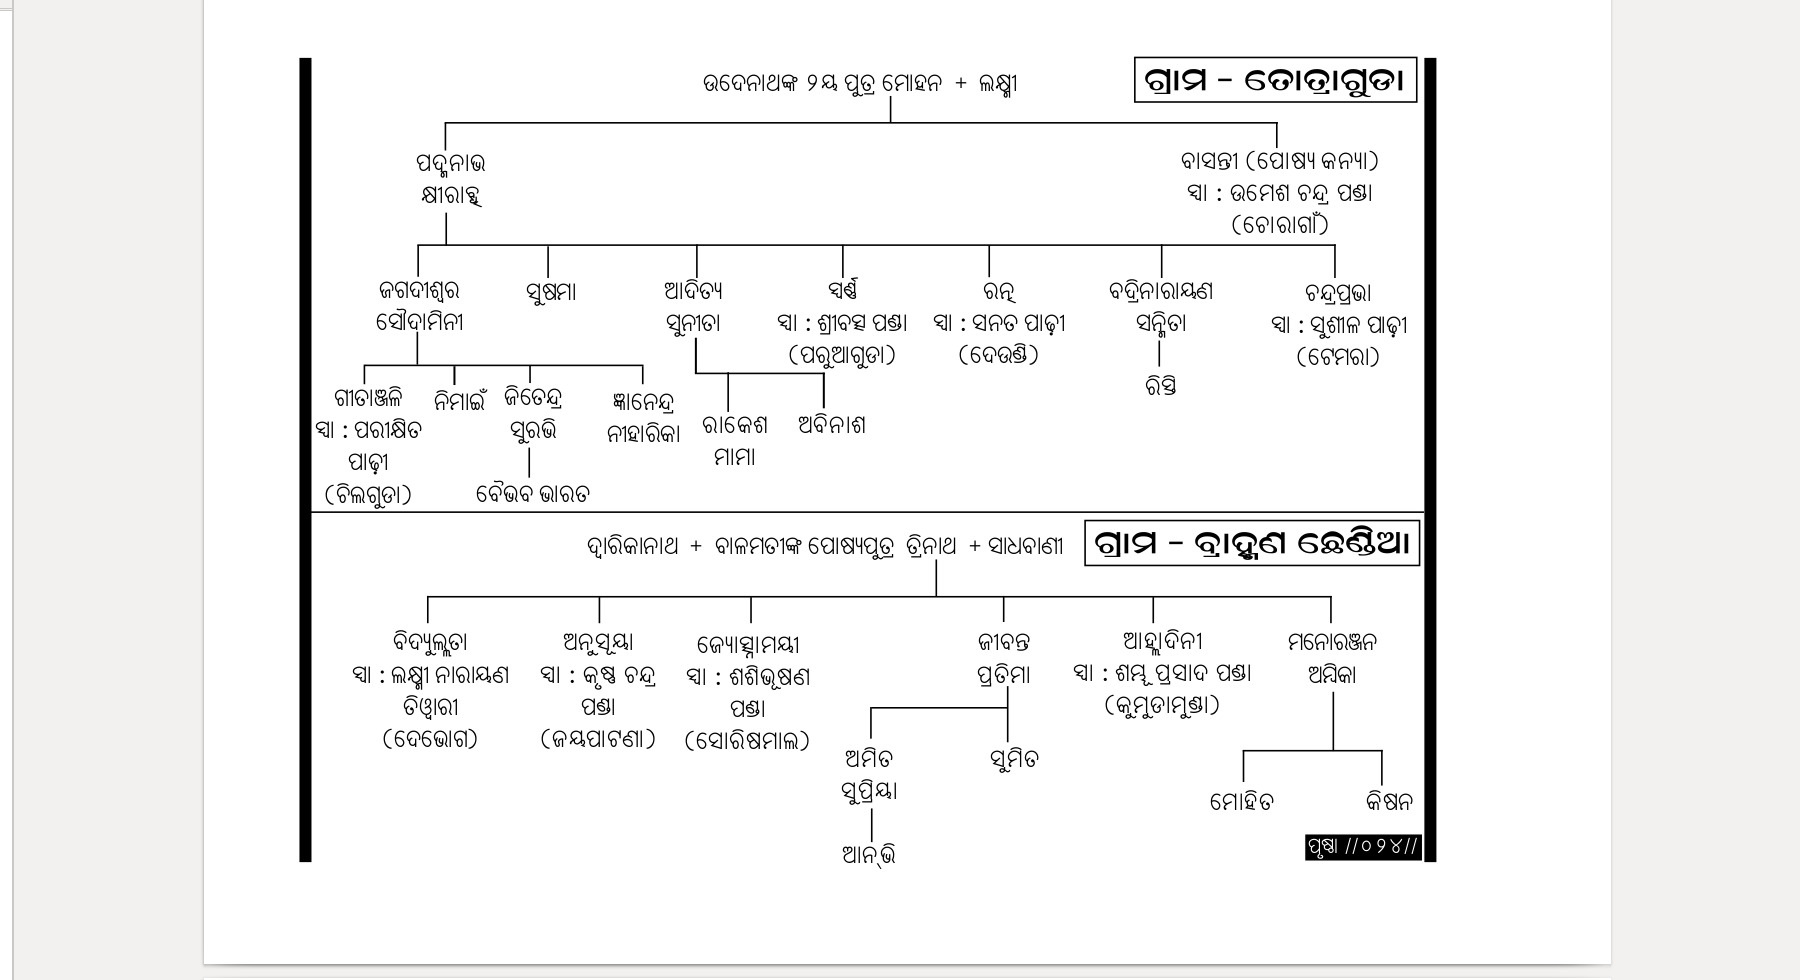 ଗ୍ରାମ - ତୋତ୍ରାଗୁଡା
ଉଦେନାଥଙ୍କ ୨ୟ ପୁତ୍ର ମୋହନ + ଲକ୍ଷ୍ମୀ
ପଦ୍ମନାଭ
କ୍ଷୀରାବ୍ଧି
ବାସନ୍ତୀ (ପୋଷ୍ୟ କନ୍ୟା)
ସ୍ୱା : ଉମେଶ ଚନ୍ଦ୍ର ପଣ୍ଡା
(ଚୋରାଗାଁ)
ଜଗଦୀଶ୍ୱର
ସୌଦାମିନୀ
ସୁଷମା
ଆଦିତ୍ୟ
ସୁନୀତା
ସ୍ୱର୍ଣ୍ଣ
ସ୍ୱା : ଶ୍ରୀବତ୍ସ ପଣ୍ଡା
(ପରୁଆଗୁଡା)
ରତ୍ନ
ସ୍ୱା : ସନତ ପାଢ଼ୀ
(ଦେଉଣ୍ଡି)
ବଦ୍ରିନାରାୟଣ
ସନ୍ମିତା
ଚନ୍ଦ୍ରପ୍ରଭା
ସ୍ୱା : ସୁଶୀଳ ପାଢ଼ୀ
(ଟେମରା)
ଗୀତାଞ୍ଜଳି
ସ୍ୱା : ପରୀକ୍ଷିତ
ପାଢ଼ୀ
(ଚିଲଗୁଡା)
ନିମାଇଁ
ଜିତେନ୍ଦ୍ର
ସୁରଭି
ବୈଭବ ଭାରତ
ଜ୍ଞାନେନ୍ଦ୍ର
ନୀହାରିକା
ରାକେଶ
ମାମା
ଅବିନାଶ
ରିସ୍ତି
ଗ୍ରାମ - ବ୍ରାହ୍ମଣ ଛେଣ୍ଡିଆ
ଦ୍ୱାରିକାନାଥ + ବାଳମତୀଙ୍କ ପୋଷ୍ୟପୁତ୍ର ତ୍ରିନାଥ + ସାଧବାଣୀ
ବିଦ୍ୟୁଲ୍ଲତା
ସ୍ୱା : ଲକ୍ଷ୍ମୀ ନାରାୟଣ
ତିୱାରୀ
(ଦେଭୋଗ)
ଅନୁସୂୟା
ସ୍ୱା : କୃଷ୍ଣ ଚନ୍ଦ୍ର
ପଣ୍ଡା
(ଜୟପାଟଣା)
ଜ୍ୟୋତ୍ସ୍ନାମୟୀ
ସ୍ୱା : ଶଶିଭୂଷଣ
ପଣ୍ଡା
(ସୋରିଷମାଲ)
ଜୀବନ୍ତ
ପ୍ରତିମା
ଆହ୍ଲାଦିନୀ
ସ୍ୱା : ଶମ୍ଭୂ ପ୍ରସାଦ ପଣ୍ଡା
(କୁମୁଡାମୁଣ୍ଡା)
ମନୋରଞ୍ଜନ
ଅମ୍ବିକା
ଅମିତ
ସୁପ୍ରିୟା
ଆନ୍‌ଭି
ସୁମିତ
ମୋହିତ
କିଷନ
ପୃଷ୍ଠା //୦୨୪//